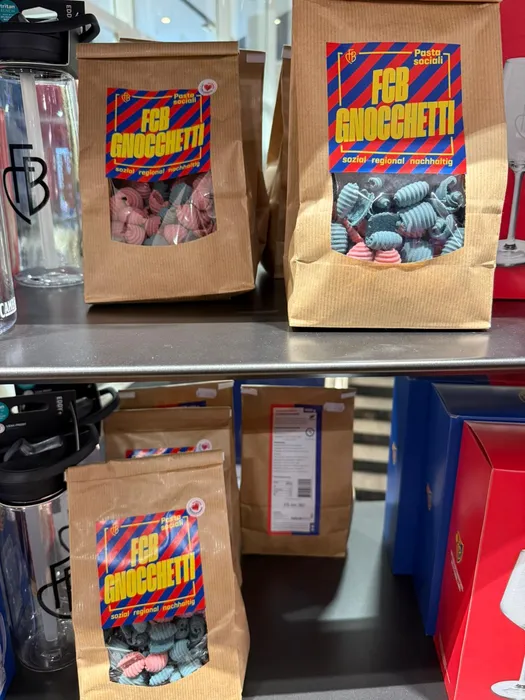 EDDY
Pasta
sociali
FCB
GNOCCHETTI
sozial regional nachhaltig
Pasta
sociali
FCB
GNOCCHETTI
sozial regional nachhaltig
Pasta
sociali
FCB
GNOCCHETTI
sozial regional nachhaltig